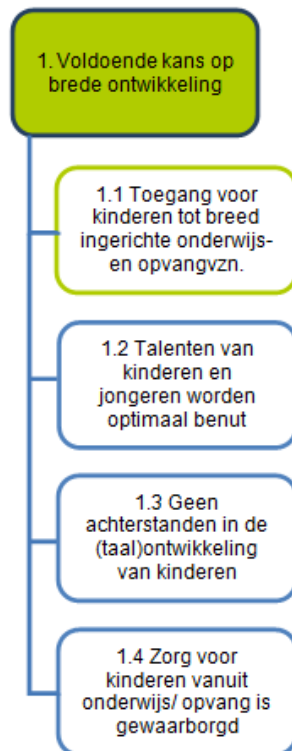 1. Voldoende kans op
brede ontwikkeling
1.1 Toegang voor
kinderen tot breed
ingerichte onderwijs-
en opvangvzn.
1.2 Talenten van
kinderen en
jongeren worden
optimaal benut
1.3 Geen
achterstanden in de
(taal)ontwikkeling
van kinderen
1.4 Zorg voor
kinderen vanuit
onderwijs/ opvang is
gewaarborgd